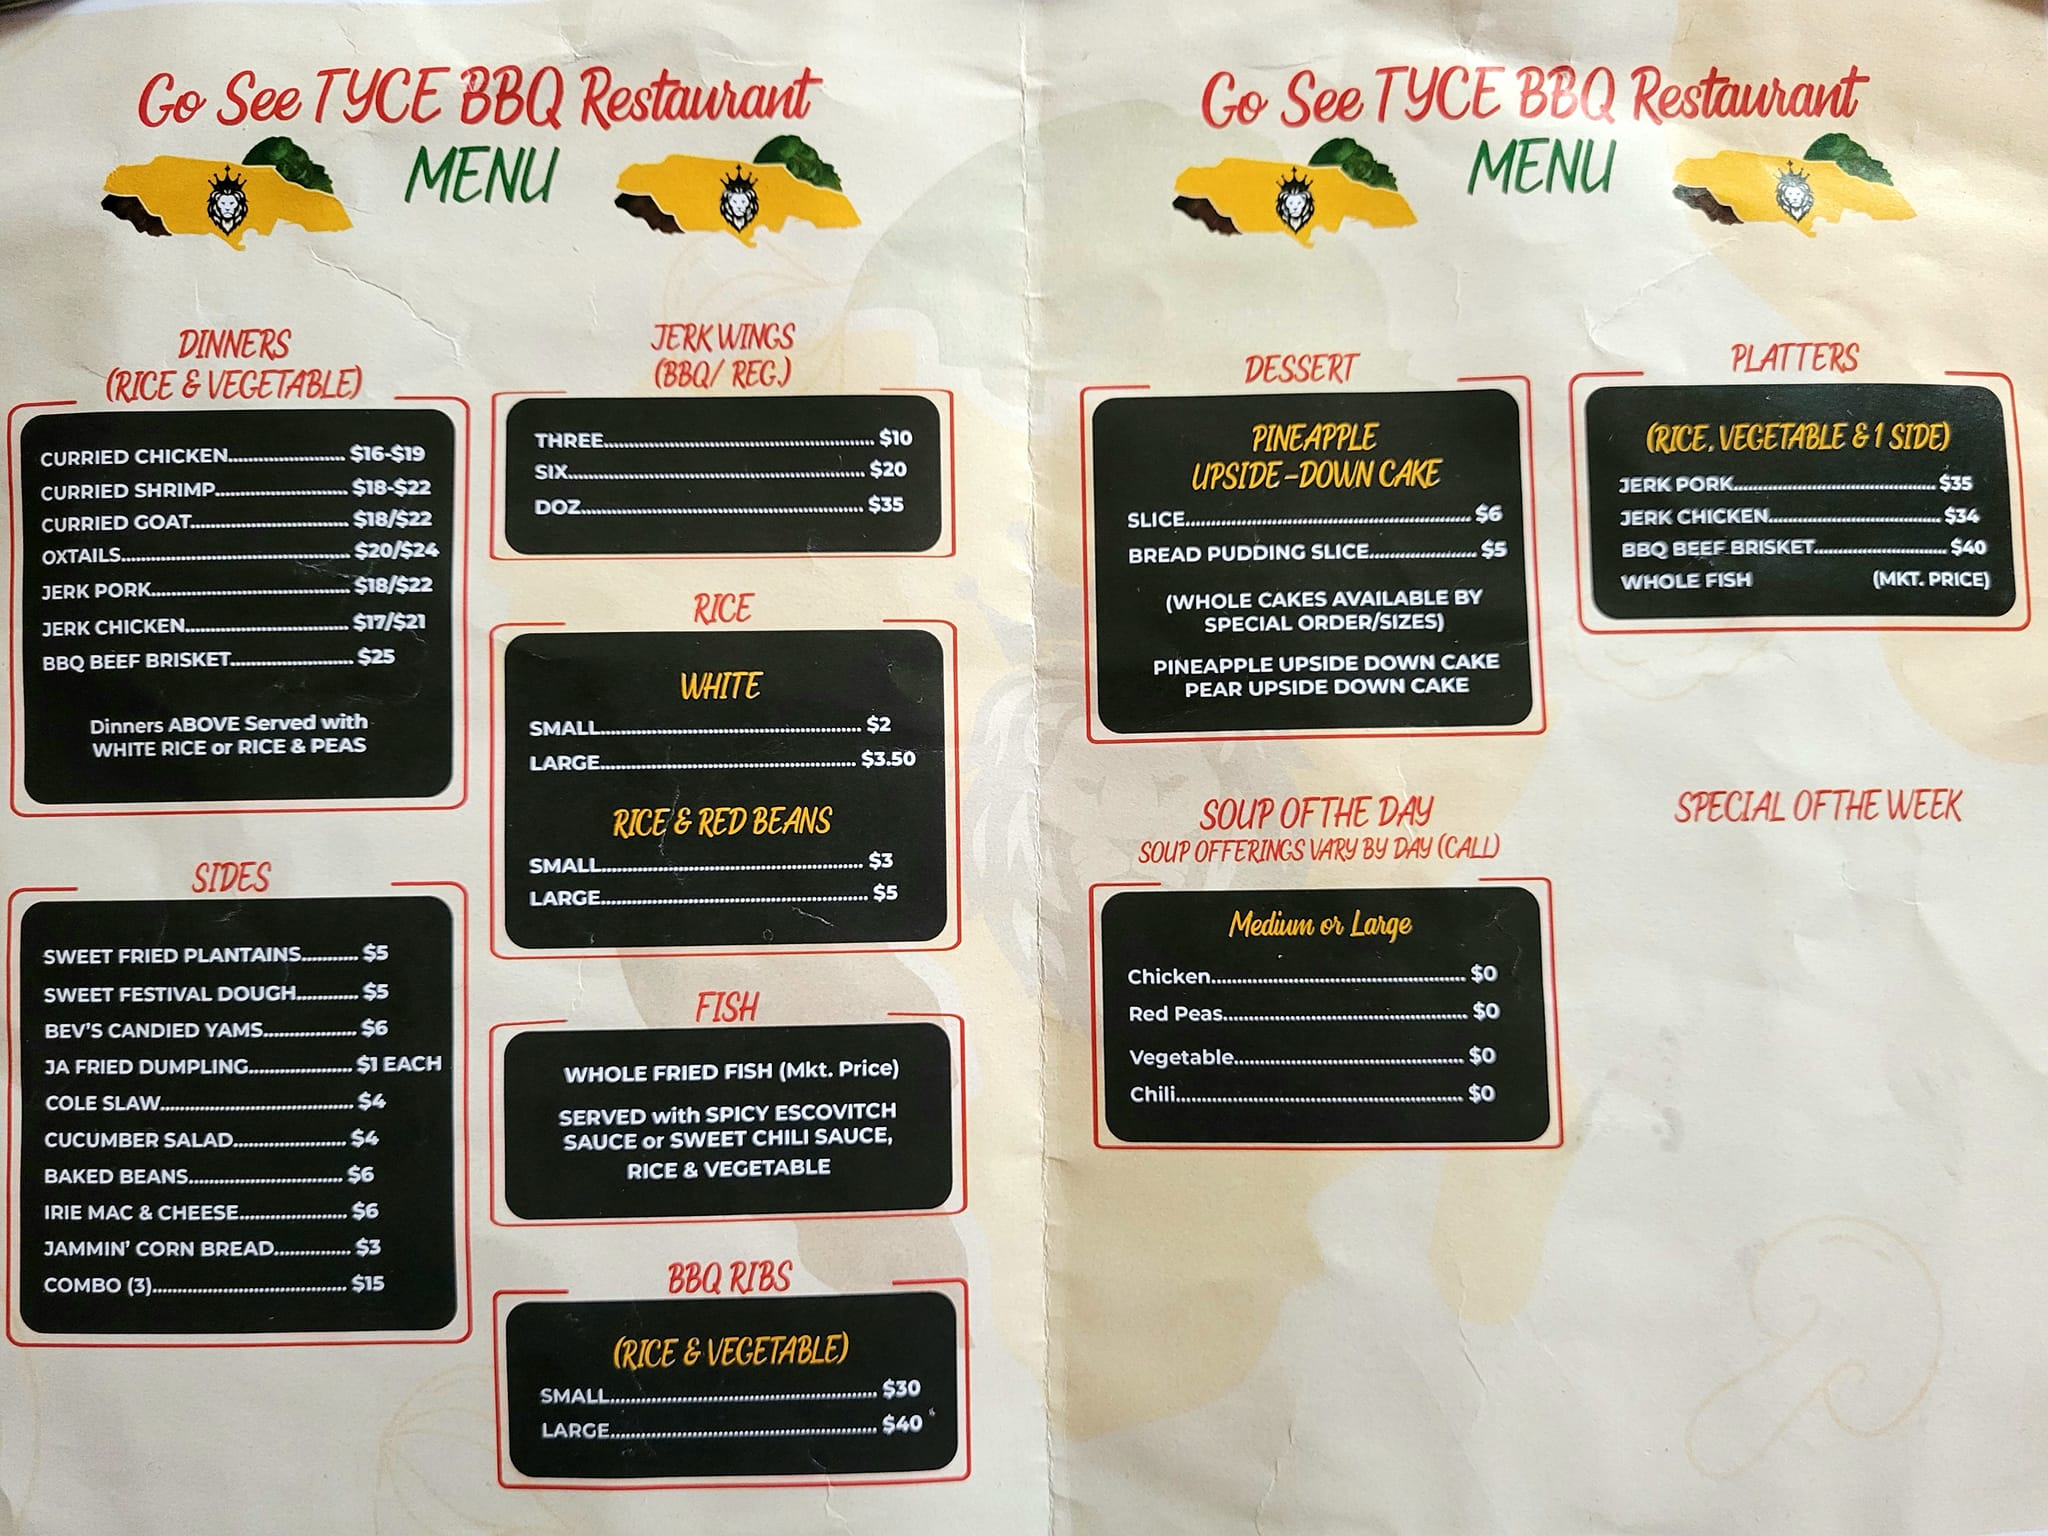 Go See TYCE BBQ Restaurant
MENU
DINNERS
(RICE & VEGETABLE)
CURRIED CHICKEN.................... $16-$19
CURRIED SHRIMP....................... $18-$22
CURRIED GOAT........................... $18/$22
OXTAILS....................................... $20/$24
JERK PORK................................... $18/$22
JERK CHICKEN............................. $17/$21
BBQ BEEF BRISKET..................... $25
Dinners ABOVE Served with
WHITE RICE or RICE & PEAS
SIDES
SWEET FRIED PLANTAINS........... $5
SWEET FESTIVAL DOUGH............ $5
BEV'S CANDIED YAMS.................. $6
JA FRIED DUMPLING.................... $1 EACH
COLE SLAW..................................... $4
CUCUMBER SALAD...................... $4
BAKED BEANS.............................. $6
IRIE MAC & CHEESE..................... $6
JAMMIN' CORN BREAD............... $3
COMBO (3)..................................... $15
JERK WINGS
(BBQ/ REG.)
THREE.................................................... $10
SIX......................................................... $20
DOZ...................................................... $35
RICE
WHITE
SMALL.................................................. $2
LARGE................................................. $3.50
RICE & RED BEANS
SMALL.................................................. $3
LARGE................................................... $5
FISH
WHOLE FRIED FISH (Mkt. Price)
SERVED with SPICY ESCOVITCH
SAUCE or SWEET CHILI SAUCE,
RICE & VEGETABLE
BBQ RIBS
(RICE & VEGETABLE)
SMALL................................................... $30
LARGE................................................... $40
Go See TYCE BBQ Restaurant
MENU
DESSERT
PINEAPPLE
UPSIDE-DOWN CAKE
SLICE....................................................... $6
BREAD PUDDING SLICE..................... $5
(WHOLE CAKES AVAILABLE BY
SPECIAL ORDER/SIZES)
PINEAPPLE UPSIDE DOWN CAKE
PEAR UPSIDE DOWN CAKE
SOUP OF THE DAY
SOUP OFFERINGS VARY BY DAY (CALL)
Medium or Large
Chicken................................................. $0
Red Peas............................................... $0
Vegetable............................................ $0
Chili....................................................... $0
PLATTERS
(RICE, VEGETABLE & 1 SIDE)
JERK PORK....................................... $35
JERK CHICKEN................................. $34
BBQ BEEF BRISKET......................... $40
WHOLE FISH (MKT. PRICE)
SPECIAL OF THE WEEK